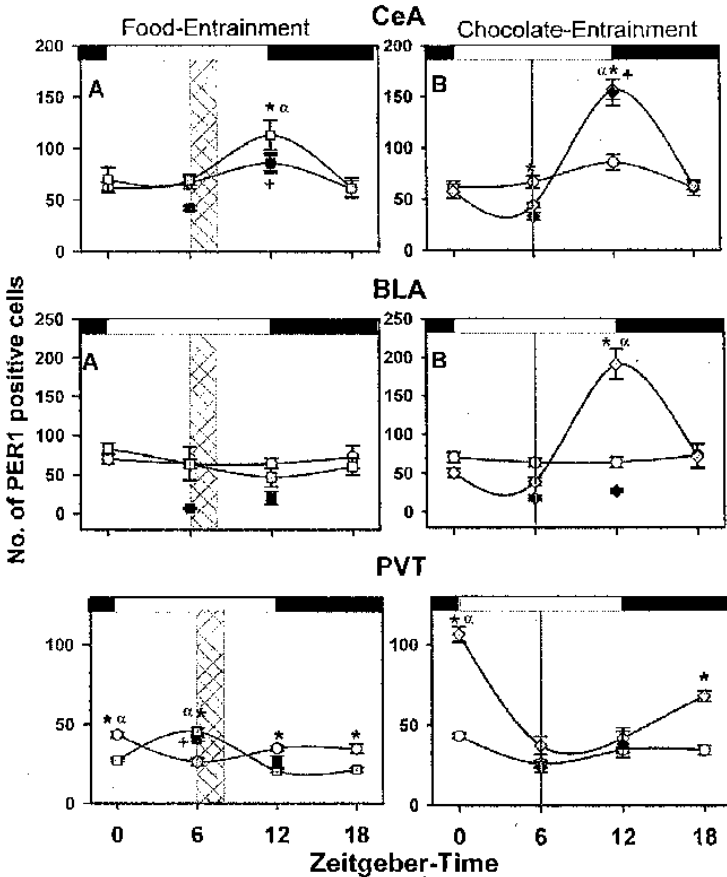 CeA
Food-Entrainment Chocolate-Entrainment
200 200
A B
* α α * +
150 150
100 100
*
+
50 50
0 0
BLA
250 250
A B
* α
200 200
150 150
100 100
50 50
0 0
No. of PER1 positive cells
PVT
* α
100 100
*
* α α * * *
+
50 50
0 0
0 6 12 18 0 6 12 18
Zeitgeber-Time